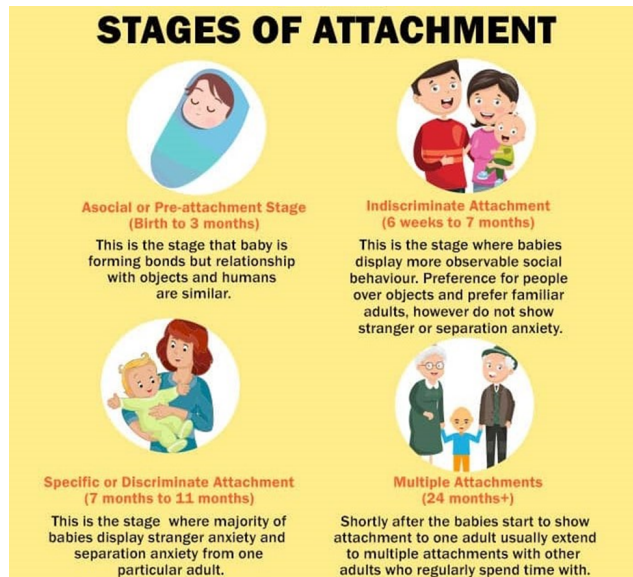 STAGES OF ATTACHMENT
Asocial or Pre-attachment Stage
(Birth to 3 months)
This is the stage that baby is
forming bonds but relationship
with objects and humans
are similar.
Indiscriminate Attachment
(6 weeks to 7 months)
This is the stage where babies
display more observable social
behaviour. Preference for people
over objects and prefer familiar
adults, however do not show
stranger or separation anxiety.
Specific or Discriminate Attachment
(7 months to 11 months)
This is the stage where majority of
babies display stranger anxiety and
separation anxiety from one
particular adult.
Multiple Attachments
(24 months+)
Shortly after the babies start to show
attachment to one adult usually extend
to multiple attachments with other
adults who regularly spend time with.